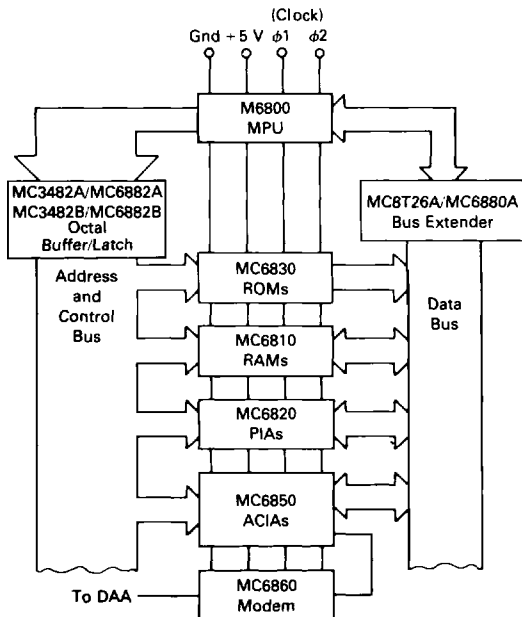 (Clock)
Gnd +5 V ϕ1 ϕ2
M6800
MPU
MC3482A/MC6882A
MC3482B/MC6882B
Octal
Buffer/Latch
MC8T26A/MC6880A
Bus Extender
Address
and
Control
Bus
MC6830
ROMs
Data
Bus
MC6810
RAMs
MC6820
PIAs
MC6850
ACIAs
MC6860
Modem
To DAA